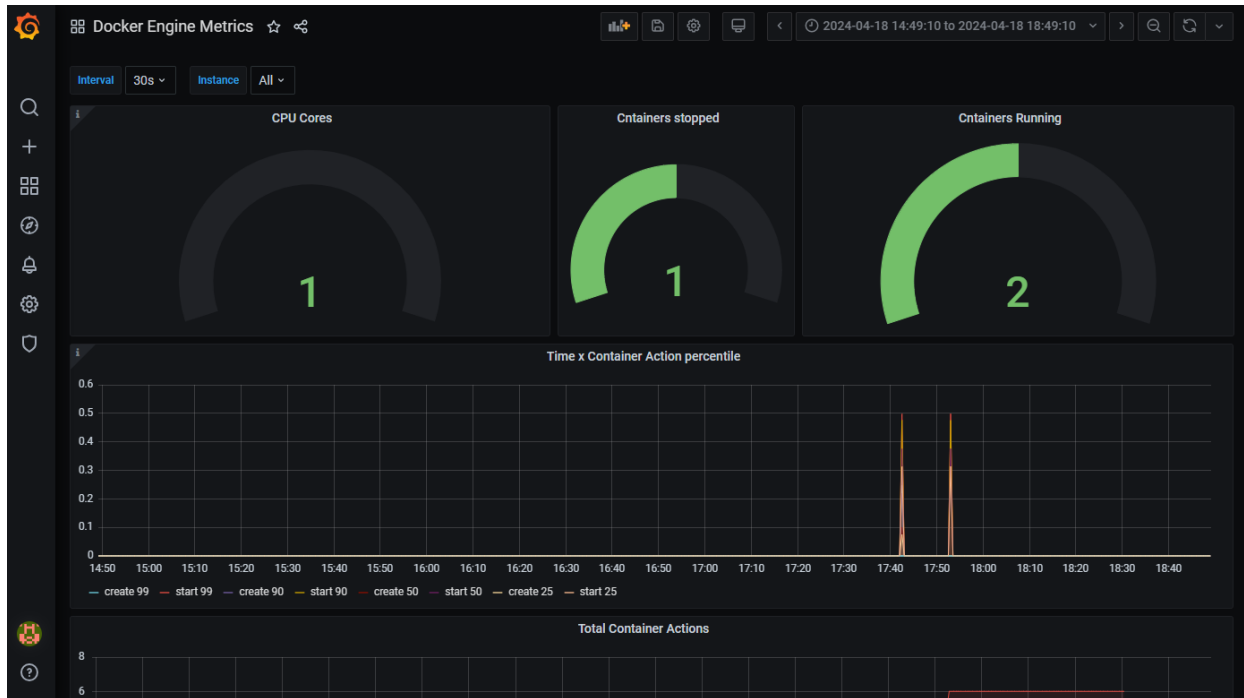 Docker Engine Metrics
2024-04-18 14:49:10 to 2024-04-18 18:49:10
Interval 30s Instance All
i
CPU Cores
1
Cntainers stopped
1
Cntainers Running
2
i
Time x Container Action percentile
0.6
0.5
0.4
0.3
0.2
0.1
0
14:50 15:00 15:10 15:20 15:30 15:40 15:50 16:00 16:10 16:20 16:30 16:40 16:50 17:00 17:10 17:20 17:30 17:40 17:50 18:00 18:10 18:20 18:30 18:40
create 99 start 99 create 90 start 90 create 50 start 50 create 25 start 25
Total Container Actions
8
6